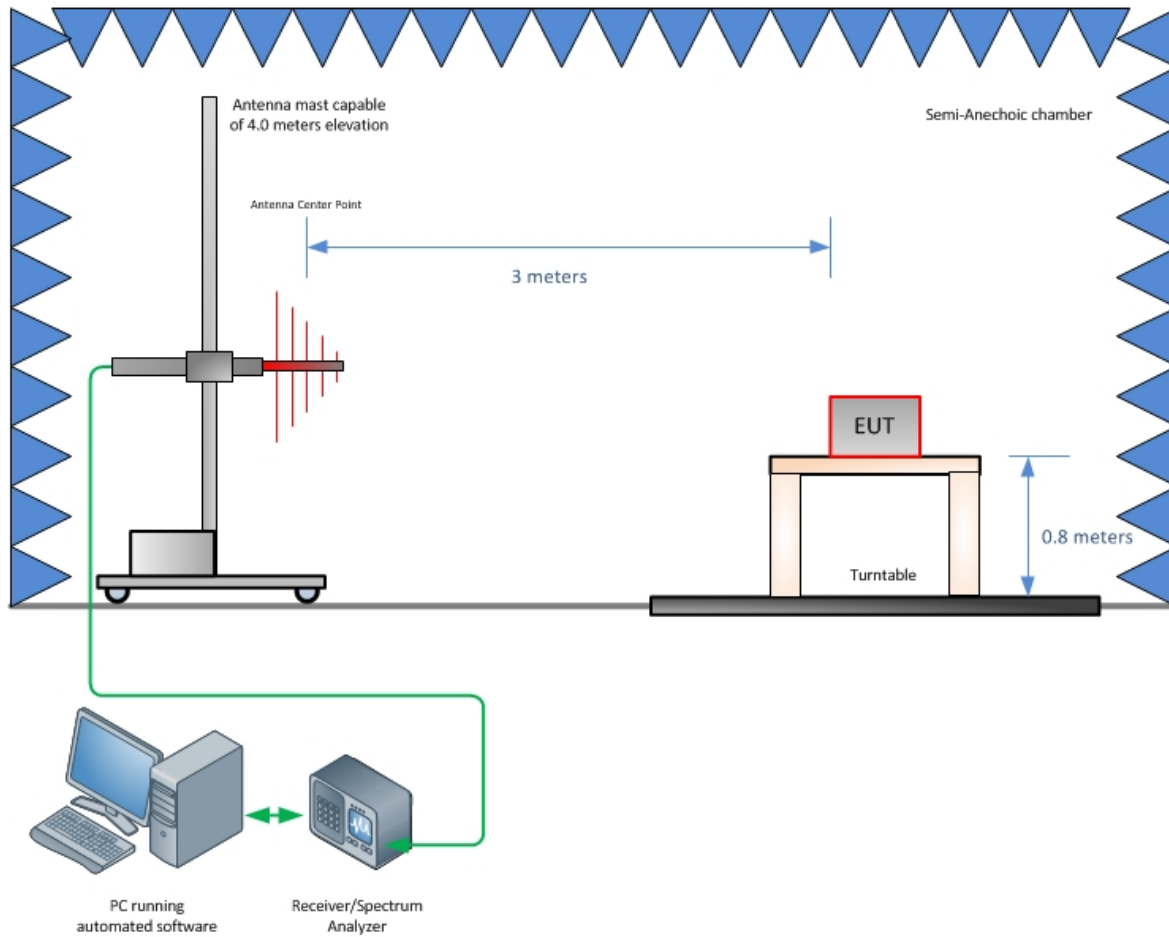 Antenna mast capable
of 4.0 meters elevation
Semi-Anechoic chamber
Antenna Center Point
3 meters
EUT
0.8 meters
Turntable
PC running
automated software
Receiver/Spectrum
Analyzer